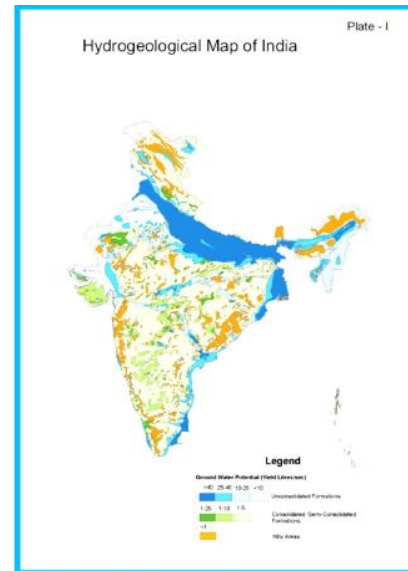 Plate - I
Hydrogeological Map of India
Legend
Ground Water Potential (Yield Litres/sec)
>40 25-40 10-25 <10
Unconsolidated Formations
1-25 1-10 1-5
Consolidated/Semi-Consolidated
Formations
<1
Hilly Areas